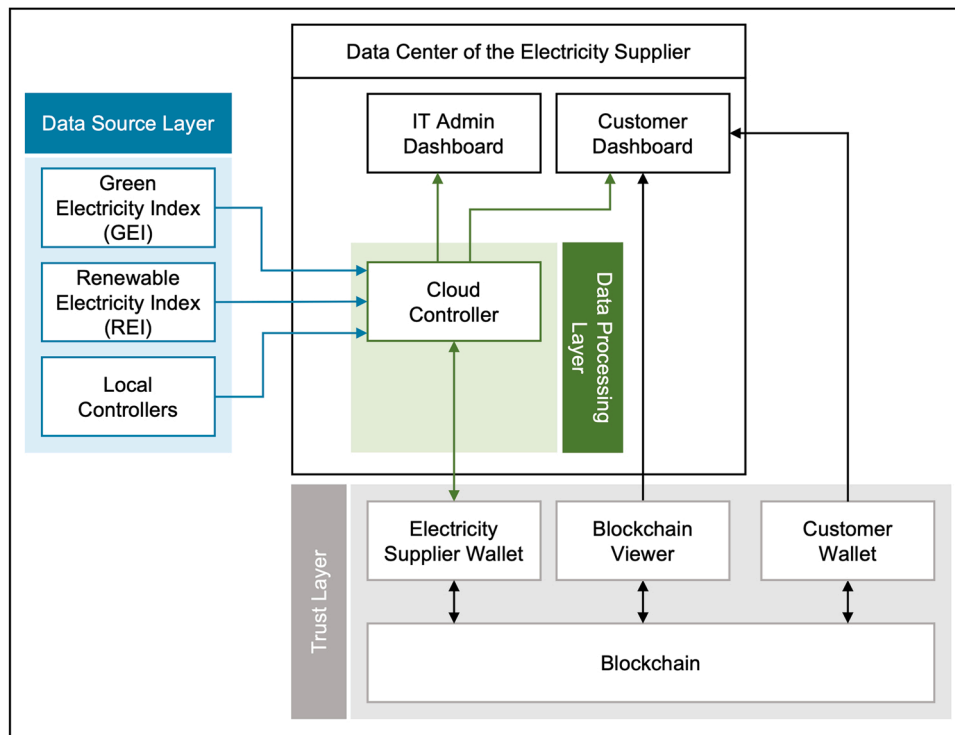 Data Center of the Electricity Supplier
Data Source Layer
IT Admin
Dashboard
Customer
Dashboard
Green
Electricity Index
(GEI)
Renewable
Electricity Index
(REI)
Local
Controllers
Cloud
Controller
Data Processing
Layer
Trust Layer
Electricity
Supplier Wallet
Blockchain
Viewer
Customer
Wallet
Blockchain